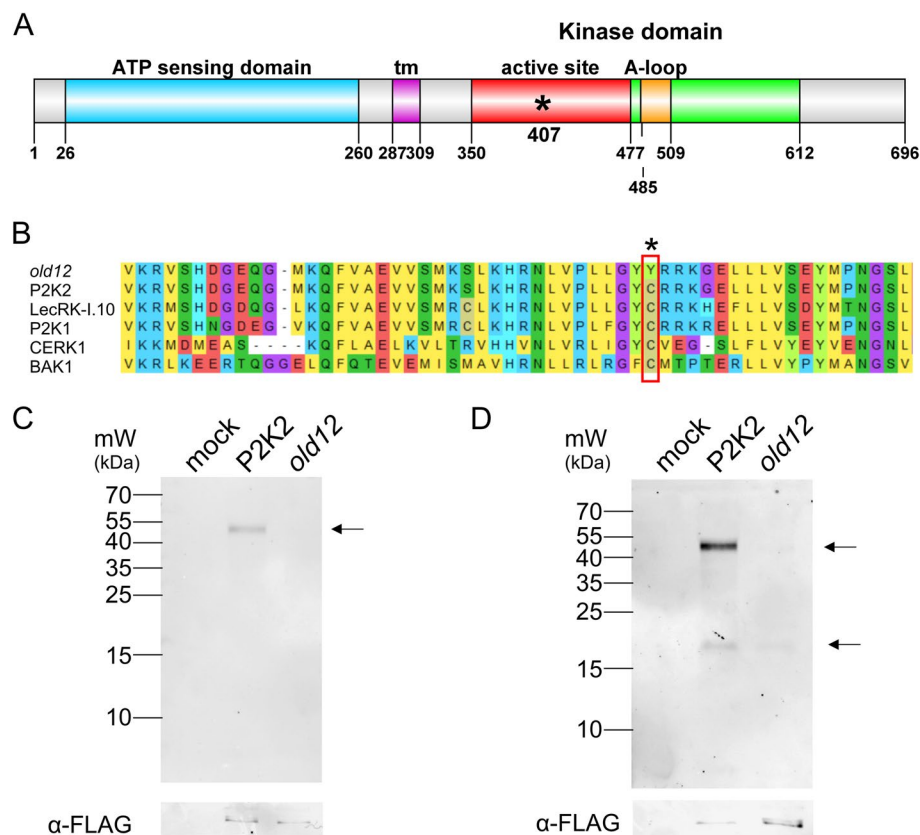 A
Kinase domain
ATP sensing domain tm active site A-loop
*
407
1 26 260 287 309 350 477 509 612 696
485
B
*
old12 V K R V S H D G E Q G - M K Q F V A E V V S M K S L K H R N L V P L L G Y Y R R K G E L L L V S E Y M P N G S L
P2K2 V K R V S H D G E Q G - M K Q F V A E V V S M K S L K H R N L V P L L G Y C R R K G E L L L V S E Y M P N G S L
LecRK-I.10 V K R M S H D G D Q G - M K Q F V A E V V S M R C L K H R N L V P L L G Y C R R K H E F L L V S D Y M T N G S L
P2K1 V K R V S H N G D E G - V K Q F V A E V V S M R C L K H R N L V P L F G Y C R R K R E L L L V S E Y M P N G S L
CERK1 I K K M D M E A S - - - - K Q F L A E L K V L T R V H H V N L V R L I G Y C V E G - S L F L V Y E Y V E N G N L
BAK1 V K R L K E E R T Q G G E L Q F Q T E V E M I S M A V H R N L L R L R G F C M T P T E R L L V Y P Y M A N G S V
C
mW
(kDa)
mock P2K2 old12
70
55
40
35
25
15
10
α-FLAG
D
mW
(kDa)
mock P2K2 old12
70
55
40
35
25
15
10
α-FLAG